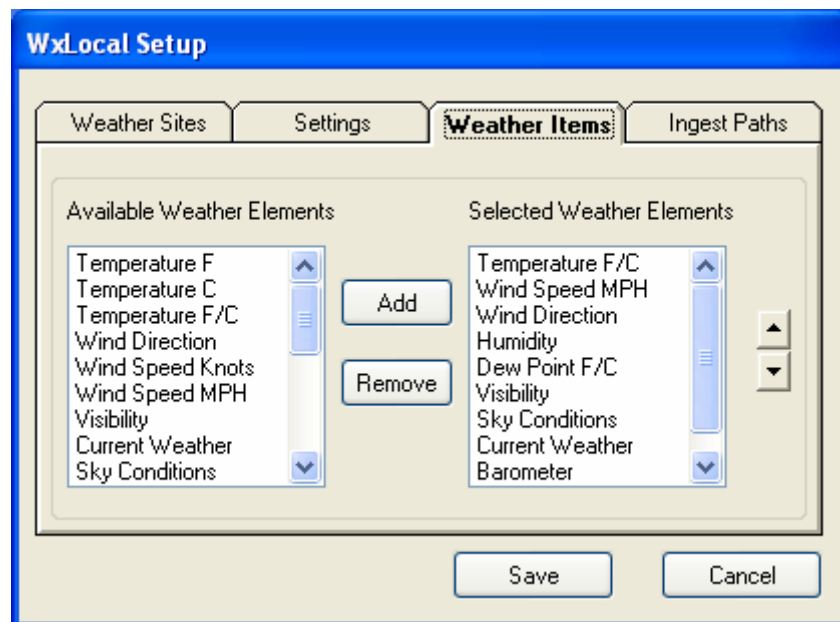 WxLocal Setup
Weather Sites
Settings
Weather Items
Ingest Paths
Available Weather Elements
Temperature F
Temperature C
Temperature F/C
Wind Direction
Wind Speed Knots
Wind Speed MPH
Visibility
Current Weather
Sky Conditions
Add
Remove
Selected Weather Elements
Temperature F/C
Wind Speed MPH
Wind Direction
Humidity
Dew Point F/C
Visibility
Sky Conditions
Current Weather
Barometer
Save
Cancel